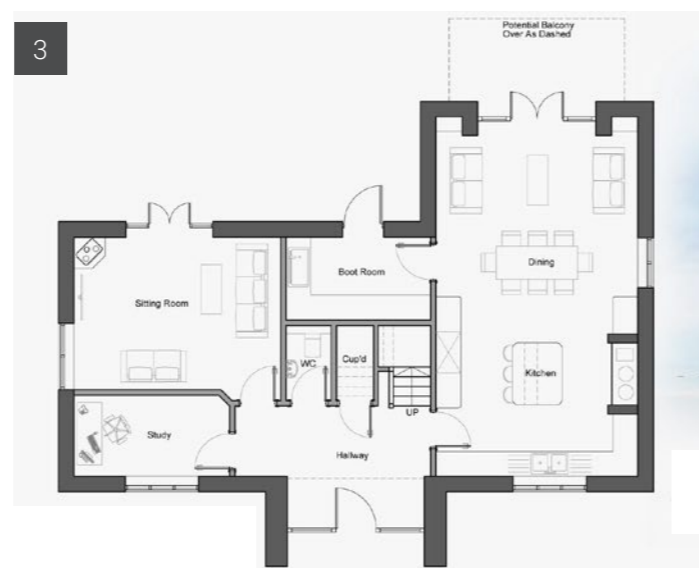 3
Potential Balcony
Over As Dashed
Boot Room
Dining
Sitting Room
WC
Cup'd
Kitchen
UP
Study
Hallway